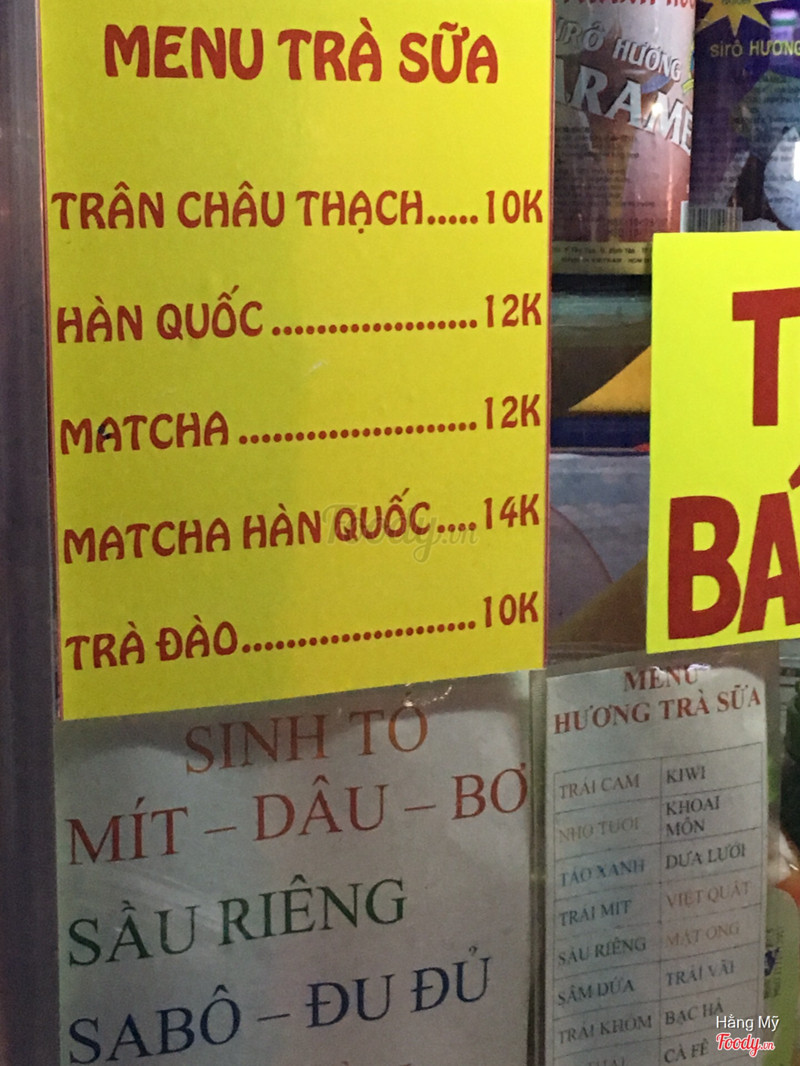 MENU TRÀ SỮA
TRÂN CHÂU THẠCH.....10K
HÀN QUỐC ..................12K
MATCHA .....................12K
MATCHA HÀN QUỐC....14K
TRÀ ĐÀO.....................10K
SIRÔ HƯƠNG
T
BÁ
SINH TỐ
MÍT – DÂU – BƠ
SẦU RIÊNG
SABÔ – ĐU ĐỦ
MENU
HƯƠNG TRÀ SỮA
TRÁI CAM KIWI
NHO TƯƠI KHOAI MÔN
TÁO XANH DƯA LƯỚI
TRÁI MÍT VIỆT QUẤT
SẦU RIÊNG MẬT ONG
SÂM DỨA TRÁI VẢI
TRÁI KHÓM BẠC HÀ
CÀ FÊ
Foody.vn
Hằng Mỹ
Foody.vn